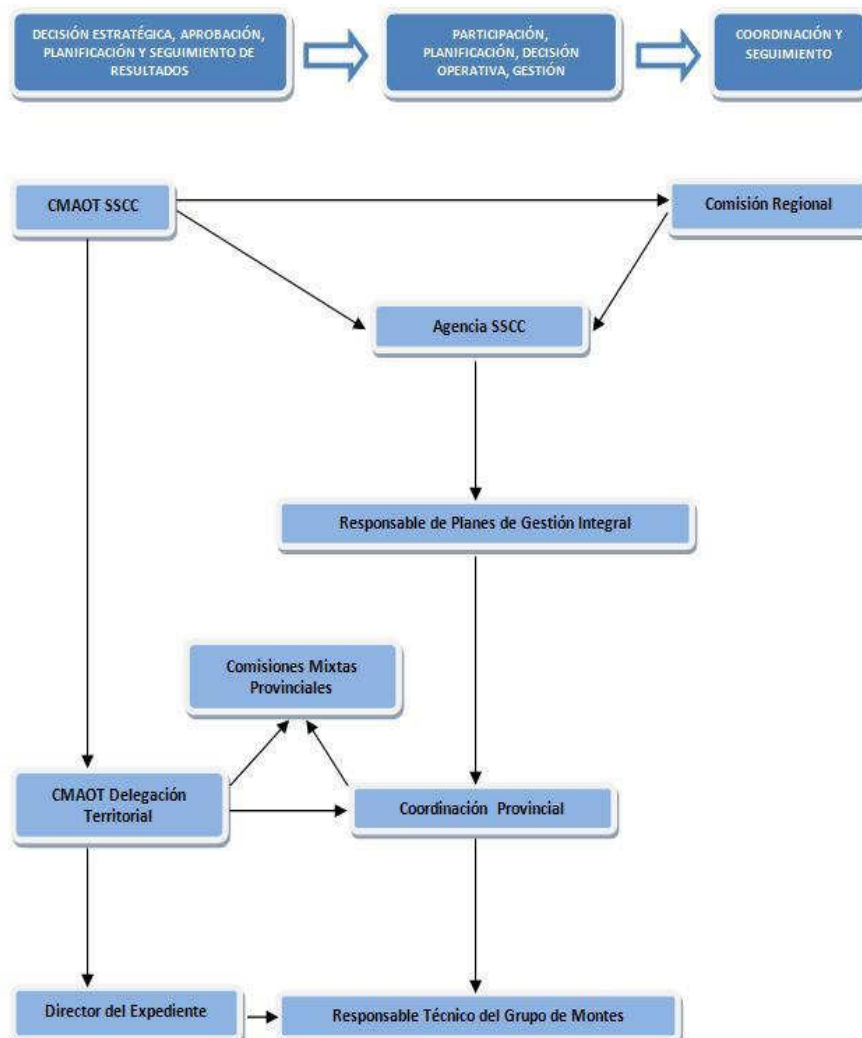 DECISIÓN ESTRATÉGICA, APROBACIÓN,
PLANIFICACIÓN Y SEGUIMIENTO DE
RESULTADOS
PARTICIPACIÓN,
PLANIFICACIÓN, DECISIÓN
OPERATIVA, GESTIÓN
COORDINACIÓN Y
SEGUIMIENTO
CMAOT SSCC
Comisión Regional
Agencia SSCC
Responsable de Planes de Gestión Integral
Comisiones Mixtas
Provinciales
CMAOT Delegación
Territorial
Coordinación Provincial
Director del Expediente
Responsable Técnico del Grupo de Montes